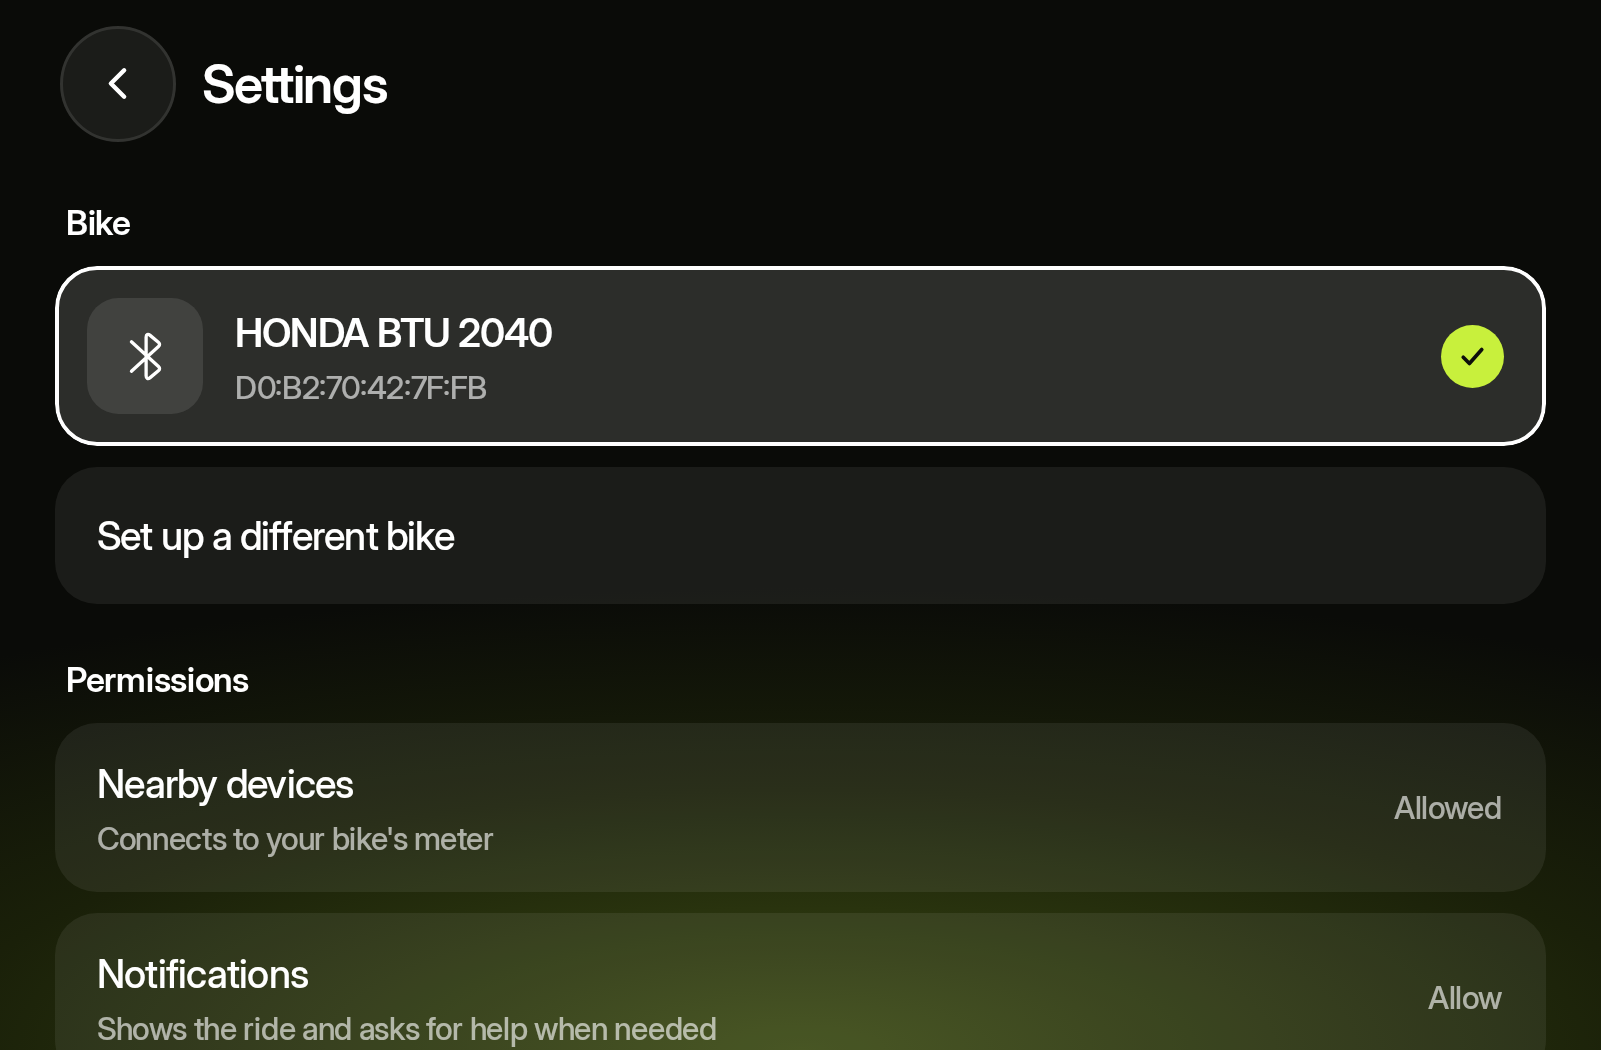 Settings
Bike
HONDA BTU 2040
D0:B2:70:42:7F:FB
Set up a different bike
Permissions
Nearby devices
Connects to your bike's meter
Allowed
Notifications
Shows the ride and asks for help when needed
Allow